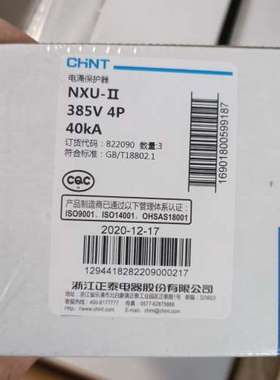 CHNT
电涌保护器
NXU-Ⅱ
385V 4P
40kA
订货代码: 822090 数量:3
符合标准: GB/T18802.1
CQC
产品制造商已通过以下管理体系认证:
ISO9001、ISO14001、OHSAS18001
2020-12-17
1294418282209000217
浙江正泰电器股份有限公司
16901800599187